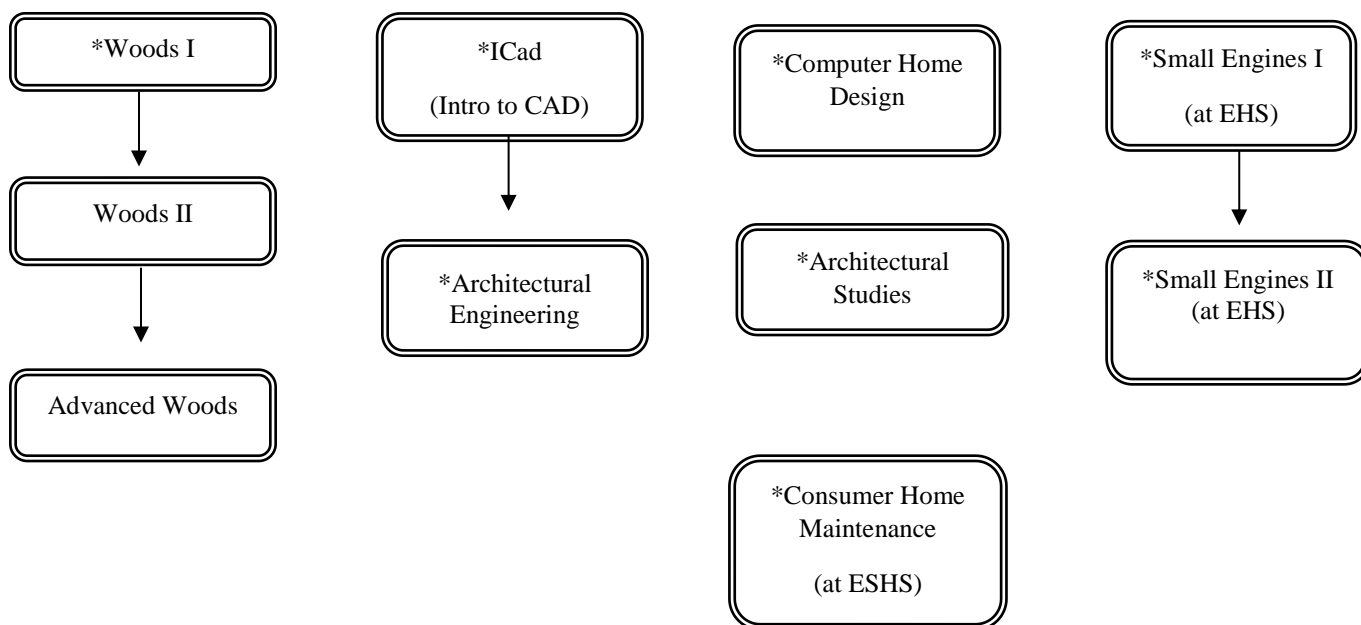 *Woods I
*ICad
(Intro to CAD)
*Computer Home
Design
*Small Engines I
(at EHS)
Woods II
*Architectural
Engineering
*Architectural
Studies
*Small Engines II
(at EHS)
Advanced Woods
*Consumer Home
Maintenance
(at ESHS)